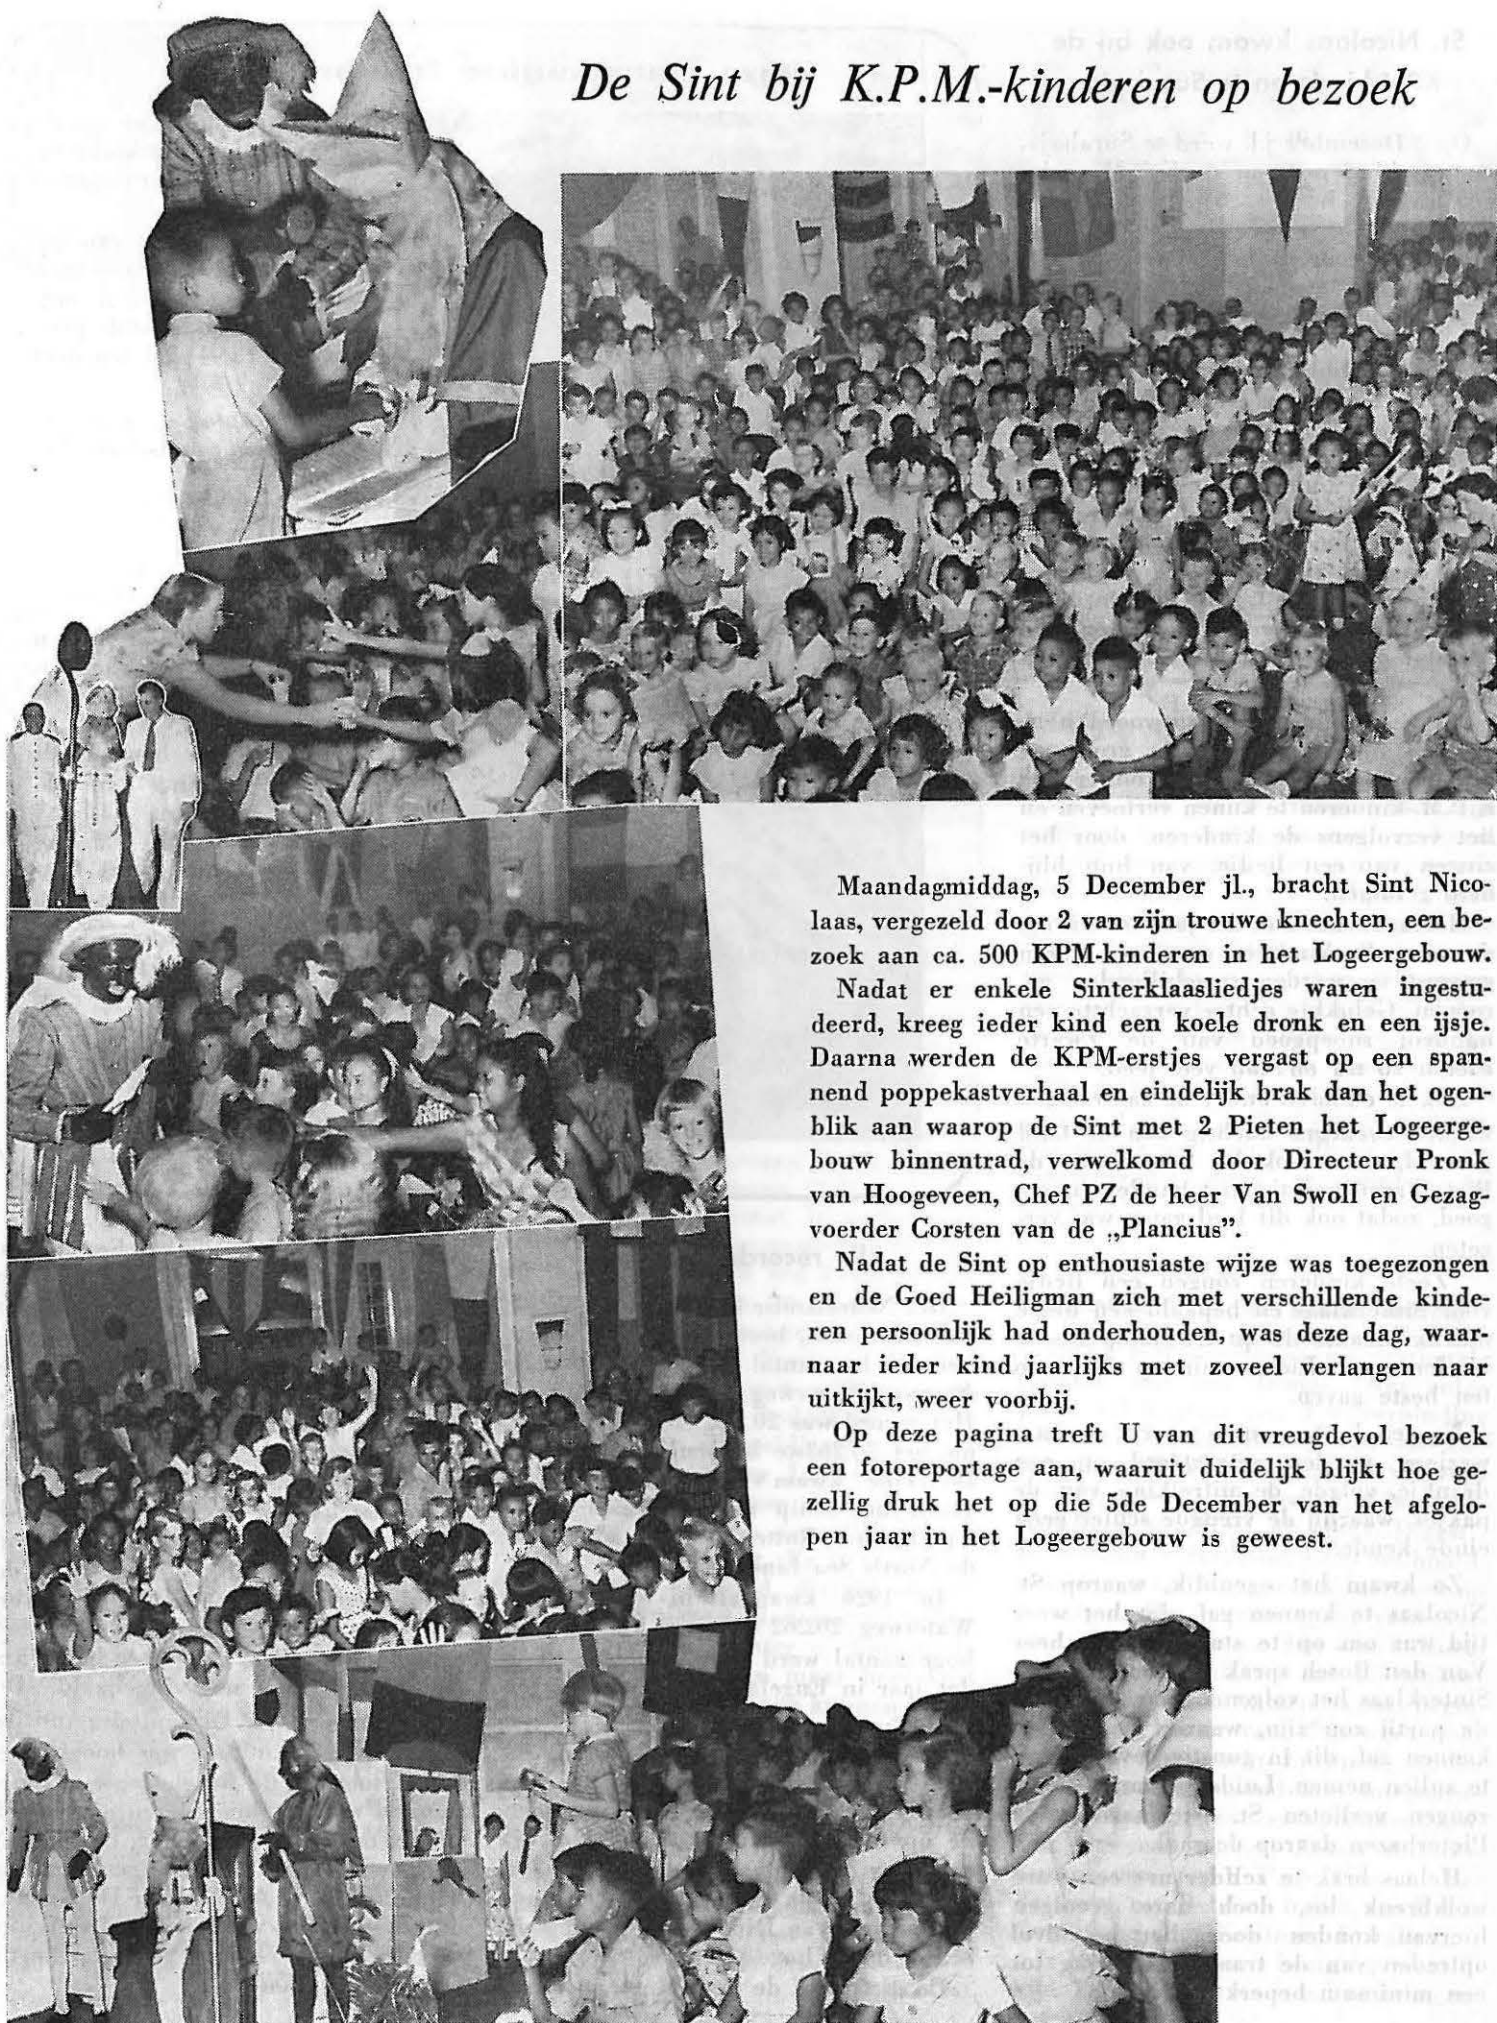 De Sint bij K.P.M.-kinderen op bezoek
Maandagmiddag, 5 December jl., bracht Sint Nico-
laas, vergezeld door 2 van zijn trouwe knechten, een be-
zoek aan ca. 500 KPM-kinderen in het Logeergebouw.
Nadat er enkele Sinterklaasliedjes waren ingestu-
deerd, kreeg ieder kind een koele dronk en een ijsje.
Daarna werden de KPM-erstjes vergast op een span-
nend poppekastverhaal en eindelijk brak dan het ogen-
blik aan waarop de Sint met 2 Pieten het Logeerge-
bouw binnentrad, verwelkomd door Directeur Pronk
van Hoogeveen, Chef PZ de heer Van Swoll en Gezag-
voerder Corsten van de „Plancius”.
Nadat de Sint op enthousiaste wijze was toegezongen
en de Goed Heiligman zich met verschillende kinde-
ren persoonlijk had onderhouden, was deze dag, waar-
naar ieder kind jaarlijks met zoveel verlangen naar
uitkijkt, weer voorbij.
Op deze pagina treft U van dit vreugdevol bezoek
een fotoreportage aan, waaruit duidelijk blijkt hoe ge-
zellig druk het op die 5de December van het afgelo-
pen jaar in het Logeergebouw is geweest.